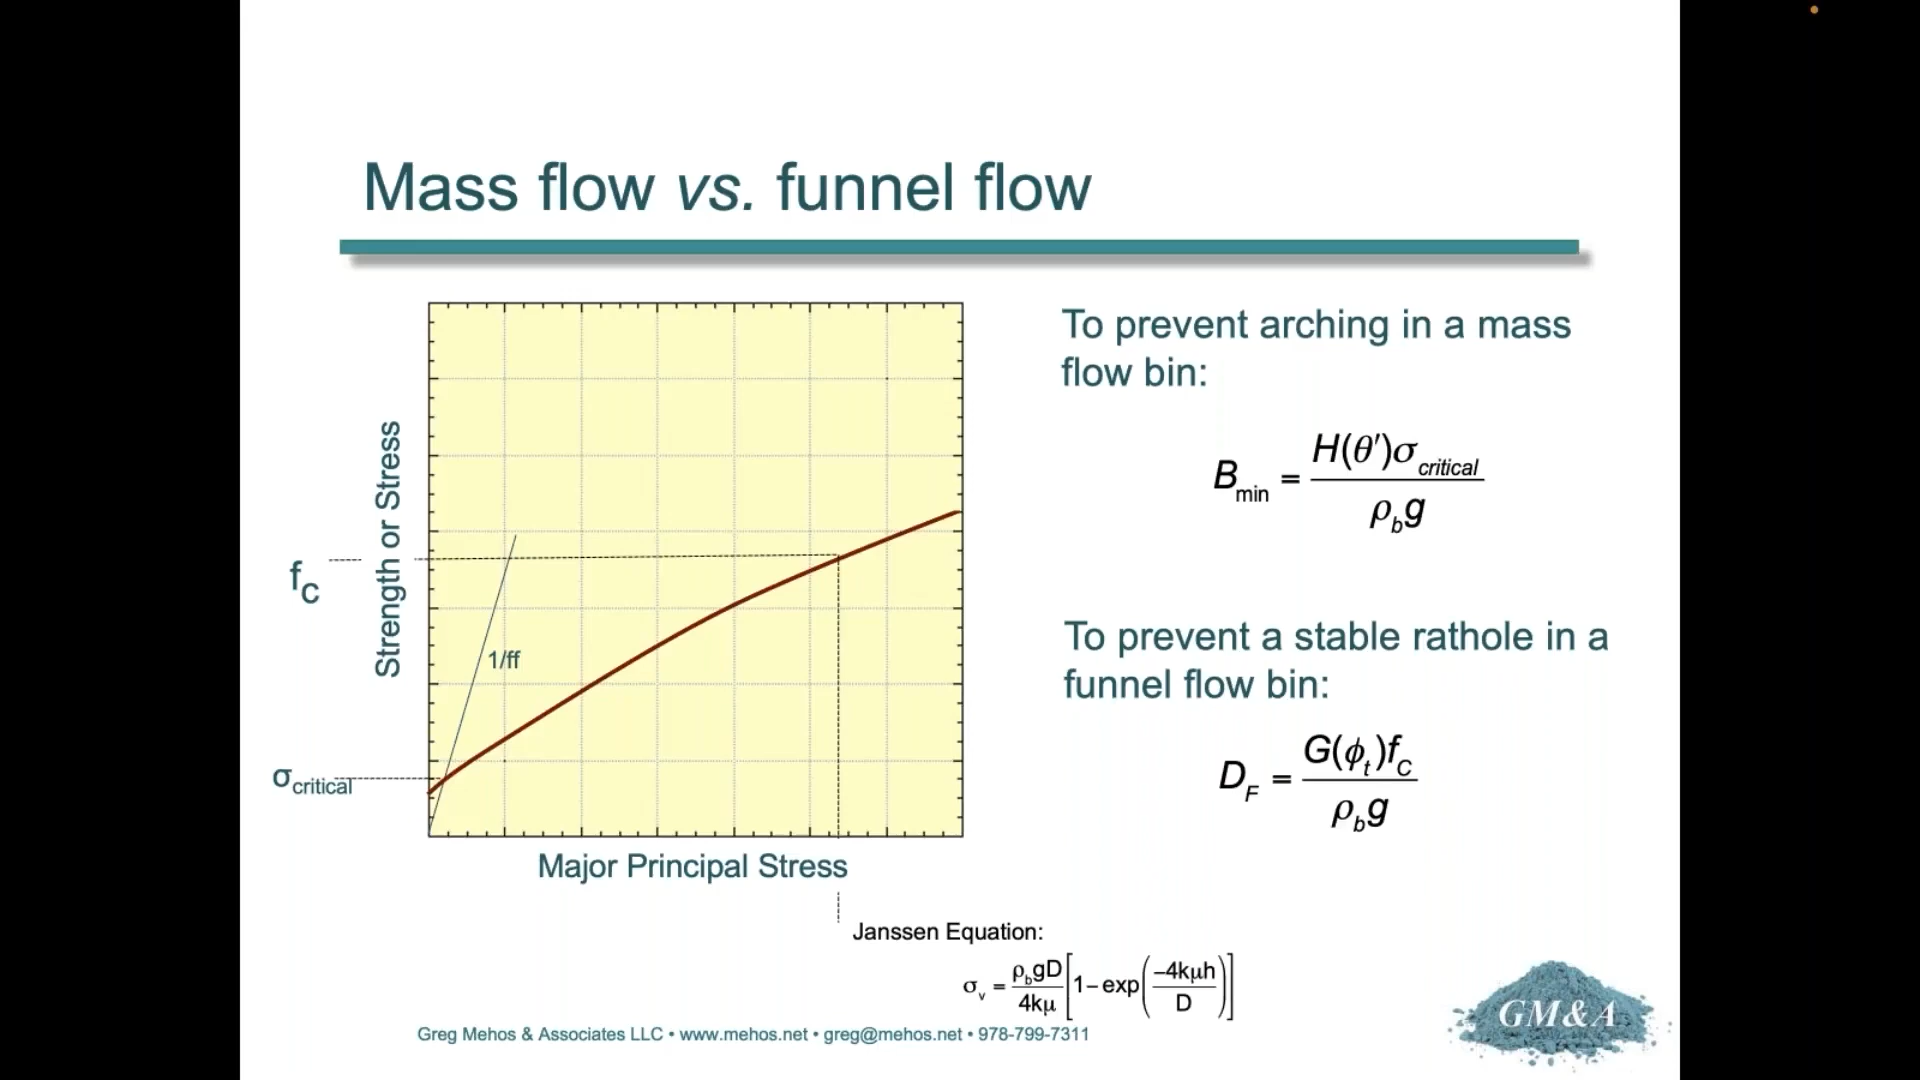 Mass flow vs. funnel flow
Strength or Stress
f_C
1/ff
σ_critical
Major Principal Stress
To prevent arching in a mass
flow bin:
B_min = H(θ′)σ_critical / ρ_b g
To prevent a stable rathole in a
funnel flow bin:
D_F = G(ϕ_t)f_C / ρ_b g
Janssen Equation:
σ_v = ρ_b gD / 4kμ [1 − exp(−4kμh / D)]
Greg Mehos & Associates LLC • www.mehos.net • greg@mehos.net • 978-799-7311
GM&A